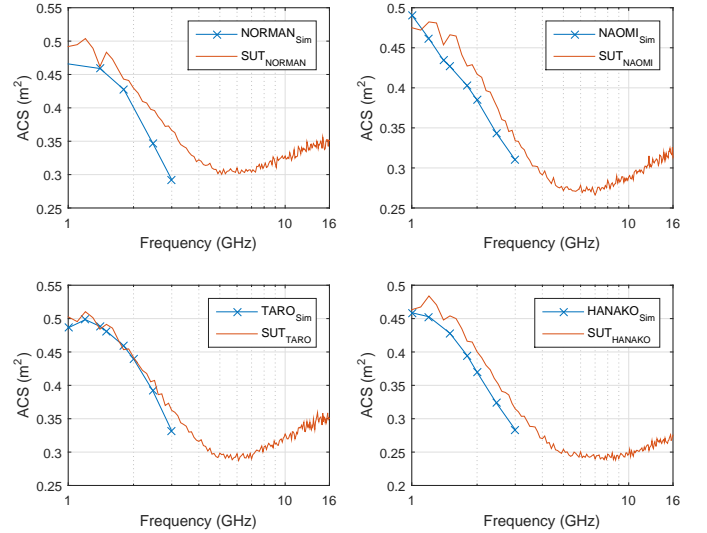 0.55
0.5
0.45
0.4
0.35
0.3
0.25
ACS (m²)
NORMAN_Sim
SUT_NORMAN
1
10
16
Frequency (GHz)
0.5
0.45
0.4
0.35
0.3
0.25
ACS (m²)
NAOMI_Sim
SUT_NAOMI
1
10
16
Frequency (GHz)
0.55
0.5
0.45
0.4
0.35
0.3
0.25
ACS (m²)
TARO_Sim
SUT_TARO
1
10
16
Frequency (GHz)
0.5
0.45
0.4
0.35
0.3
0.25
0.2
ACS (m²)
HANAKO_Sim
SUT_HANAKO
1
10
16
Frequency (GHz)